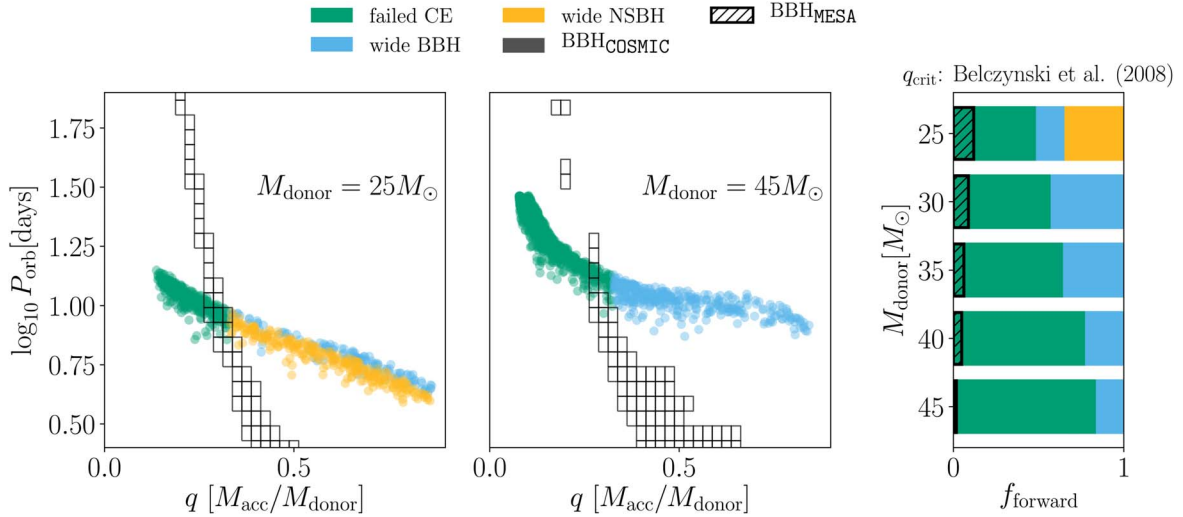 failed CE
wide NSBH
BBH_MESA
wide BBH
BBH_COSMIC
q_crit: Belczynski et al. (2008)
log₁₀ P_orb[days]
1.75
1.50
1.25
1.00
0.75
0.50
M_donor = 25M_⊙
0.0
0.5
q [M_acc/M_donor]
M_donor = 45M_⊙
0.0
0.5
q [M_acc/M_donor]
M_donor[M_⊙]
25
30
35
40
45
0
1
f_forward